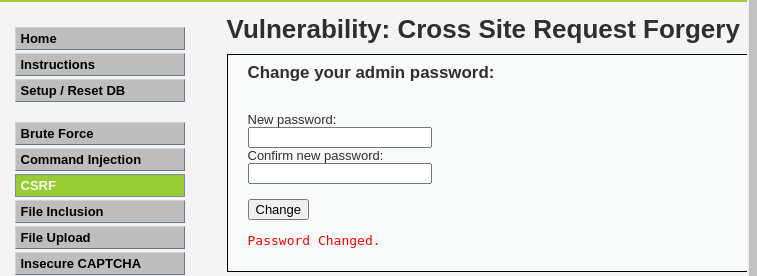 Home
Instructions
Setup / Reset DB
Brute Force
Command Injection
CSRF
File Inclusion
File Upload
Insecure CAPTCHA
Vulnerability: Cross Site Request Forgery
Change your admin password:
New password:
Confirm new password:
Change
Password Changed.